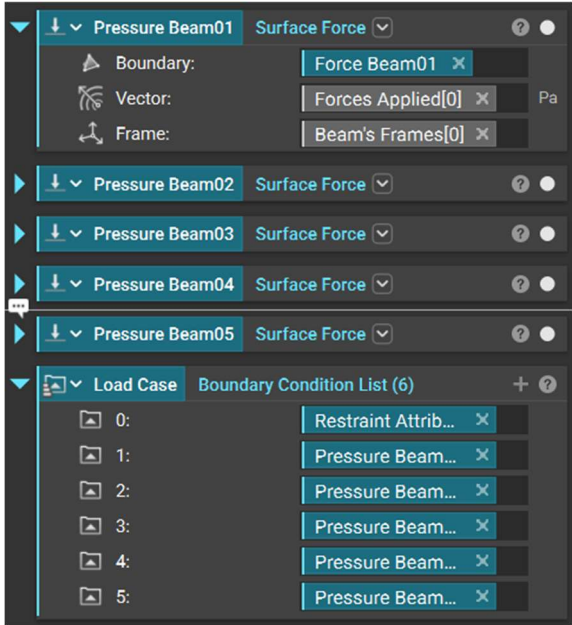 Pressure Beam01 Surface Force ?
Boundary: Force Beam01 ×
Vector: Forces Applied[0] × Pa
Frame: Beam's Frames[0] ×
Pressure Beam02 Surface Force ?
Pressure Beam03 Surface Force ?
Pressure Beam04 Surface Force ?
Pressure Beam05 Surface Force ?
Load Case Boundary Condition List (6) + ?
0: Restraint Attrib... ×
1: Pressure Beam... ×
2: Pressure Beam... ×
3: Pressure Beam... ×
4: Pressure Beam... ×
5: Pressure Beam... ×